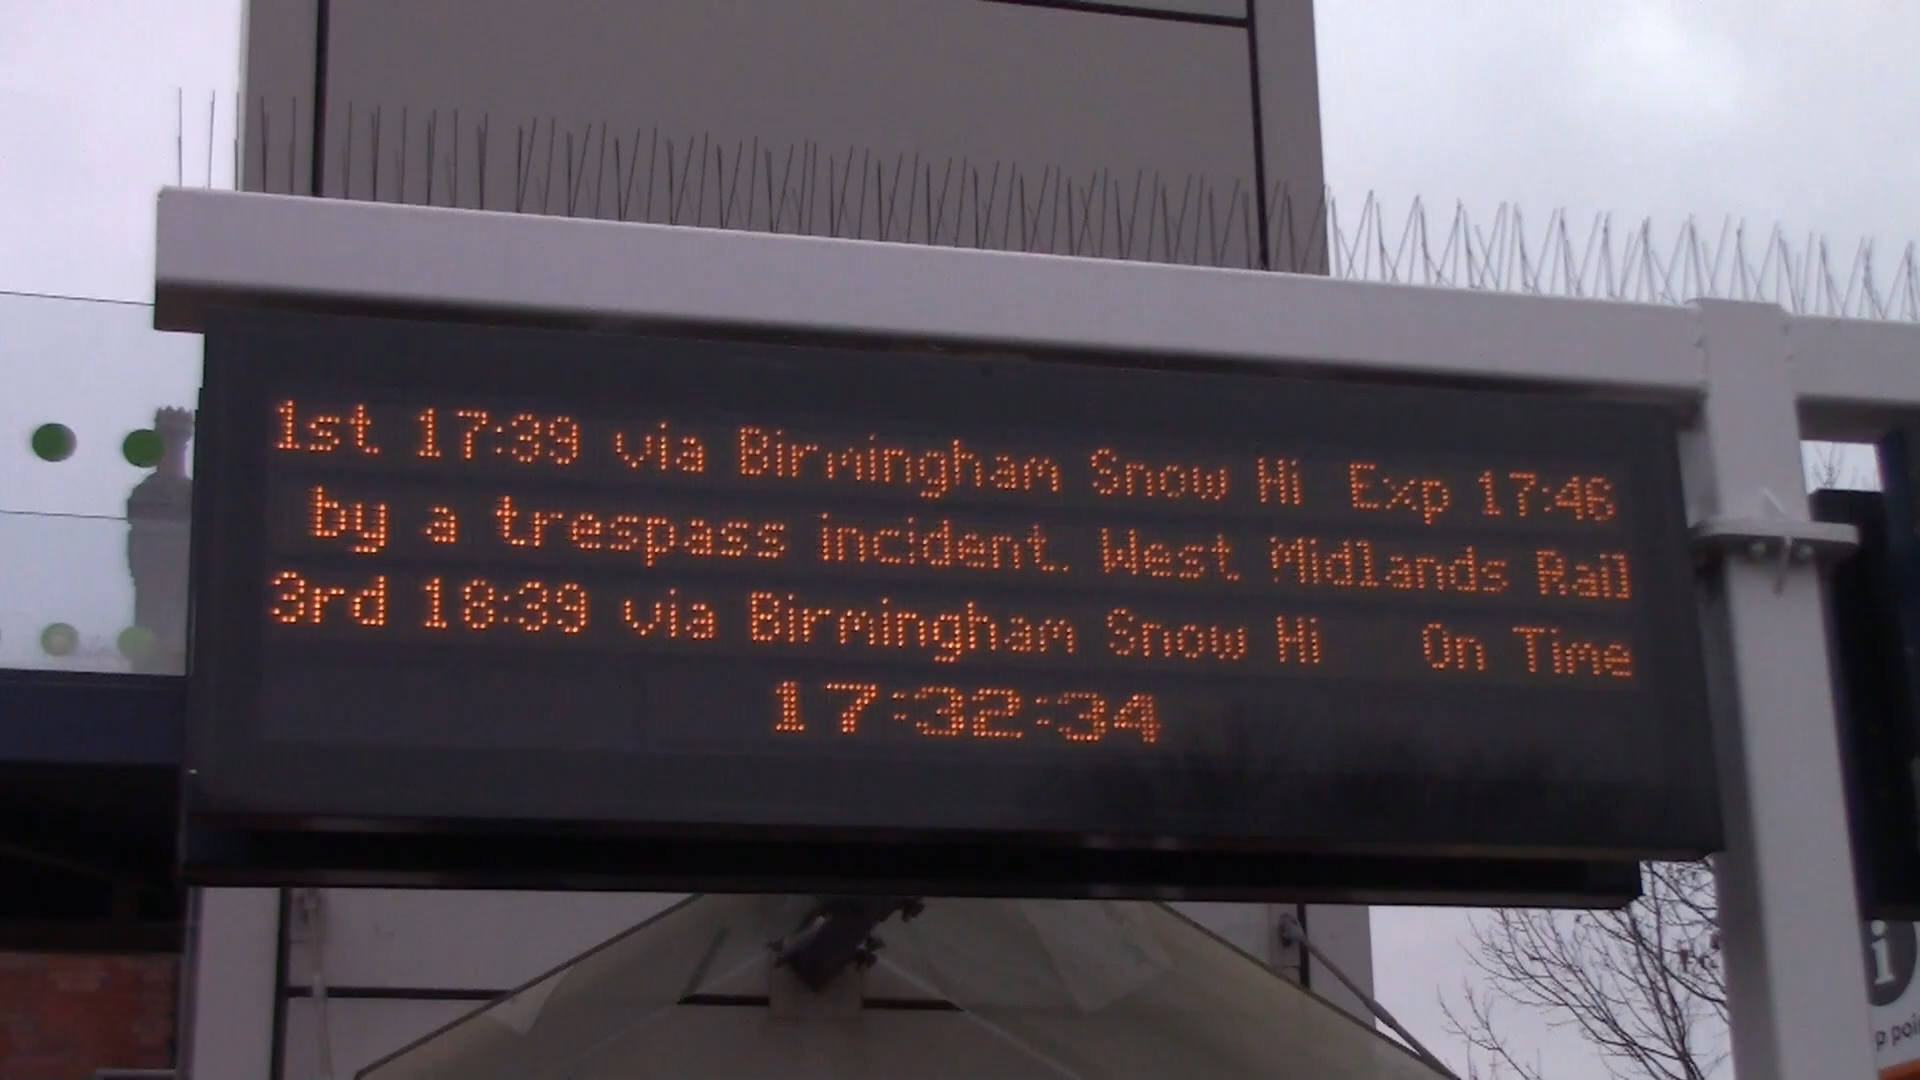 1st 17:39 via Birmingham Snow Hi Exp 17:46
by a trespass incident. West Midlands Rail
3rd 18:39 via Birmingham Snow Hi On Time
17:32:34
i
p poi